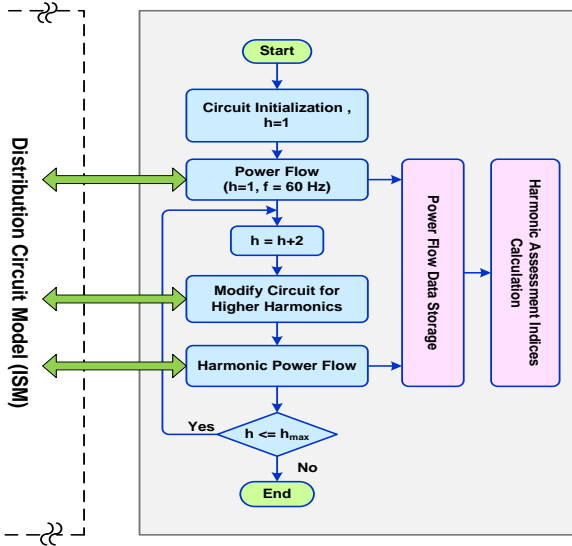 Distribution Circuit Model (ISM)
Start
Circuit Initialization ,
h=1
Power Flow
(h=1, f = 60 Hz)
h = h+2
Modify Circuit for
Higher Harmonics
Harmonic Power Flow
h <= hmax
Yes
No
End
Power Flow Data Storage
Harmonic Assessment Indices
Calculation